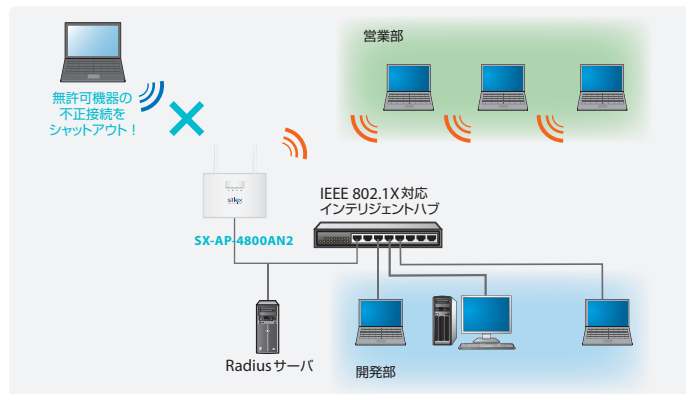 営業部
無許可機器の
不正接続を
シャットアウト！
silex
SX-AP-4800AN2
IEEE 802.1X対応
インテリジェントハブ
Radiusサーバ
開発部